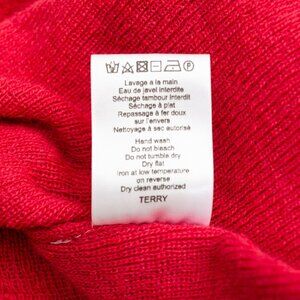 Lavage a la main
Eau de javel interdite
Séchage tambour interdit
Séchage à plat
Repassage à fer doux
sur l'envers
Nettoyage à sec autorisé
Hand wash
Do not bleach
Do not tumble dry
Dry flat
Iron at low temperature
on reverse
Dry clean authorized
TERRY